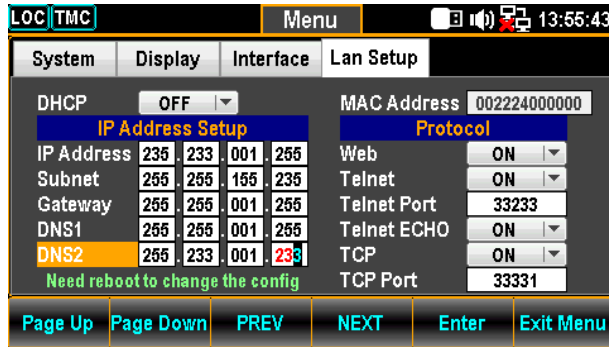 LOC TMC Menu 13:55:43
System Display Interface Lan Setup
DHCP OFF MAC Address 002224000000
IP Address Setup Protocol
IP Address 235 . 233 . 001 . 255 Web ON
Subnet 255 . 255 . 155 . 235 Telnet ON
Gateway 255 . 255 . 001 . 255 Telnet Port 33233
DNS1 255 . 255 . 001 . 255 Telnet ECHO ON
DNS2 255 . 233 . 001 . 233 TCP ON
Need reboot to change the config TCP Port 33331
Page Up Page Down PREV NEXT Enter Exit Menu